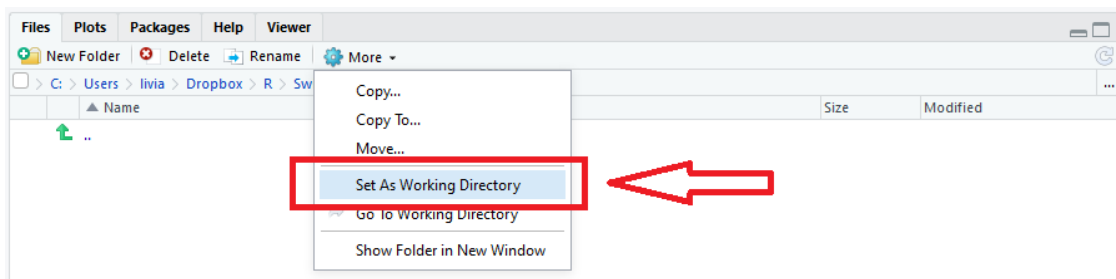 Files Plots Packages Help Viewer
New Folder Delete Rename More
C: > Users > livia > Dropbox > R > Sw ...
Name Size Modified
..
Copy...
Copy To...
Move...
Set As Working Directory
Go To Working Directory
Show Folder in New Window